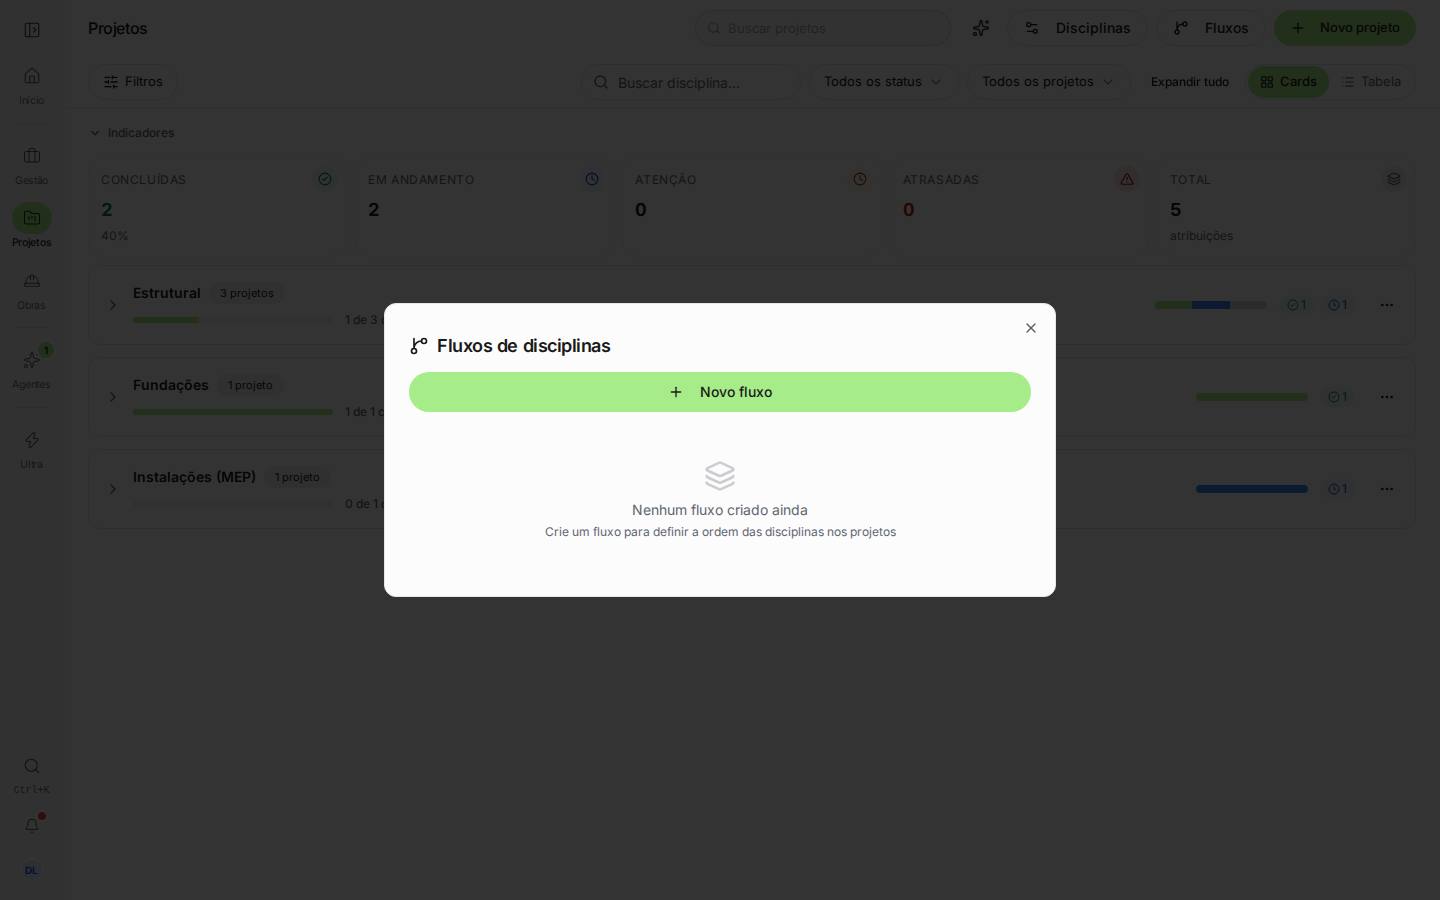 Projetos
Buscar projetos
Disciplinas
Fluxos
Novo projeto
Início
Gestão
Projetos
Obras
1
Agentes
Ultra
Ctrl+K
DL
Filtros
Buscar disciplina...
Todos os status
Todos os projetos
Expandir tudo
Cards
Tabela
Indicadores
CONCLUÍDAS
2
40%
EM ANDAMENTO
2
ATENÇÃO
0
ATRASADAS
0
TOTAL
5
atribuições
Estrutural
3 projetos
1 de 3
1
1
Fundações
1 projeto
1 de 1
1
Instalações (MEP)
1 projeto
0 de 1
1
Fluxos de disciplinas
Novo fluxo
Nenhum fluxo criado ainda
Crie um fluxo para definir a ordem das disciplinas nos projetos